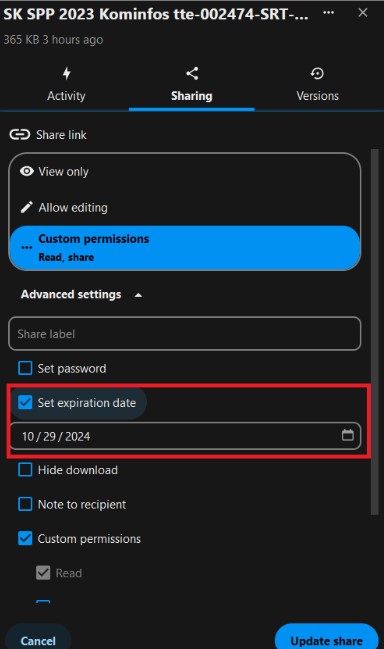 SK SPP 2023 Kominfos tte-002474-SRT-...
365 KB 3 hours ago
Activity
Sharing
Versions
Share link
View only
Allow editing
Custom permissions
Read, share
Advanced settings
Share label
Set password
Set expiration date
10 / 29 / 2024
Hide download
Note to recipient
Custom permissions
Read
Cancel
Update share